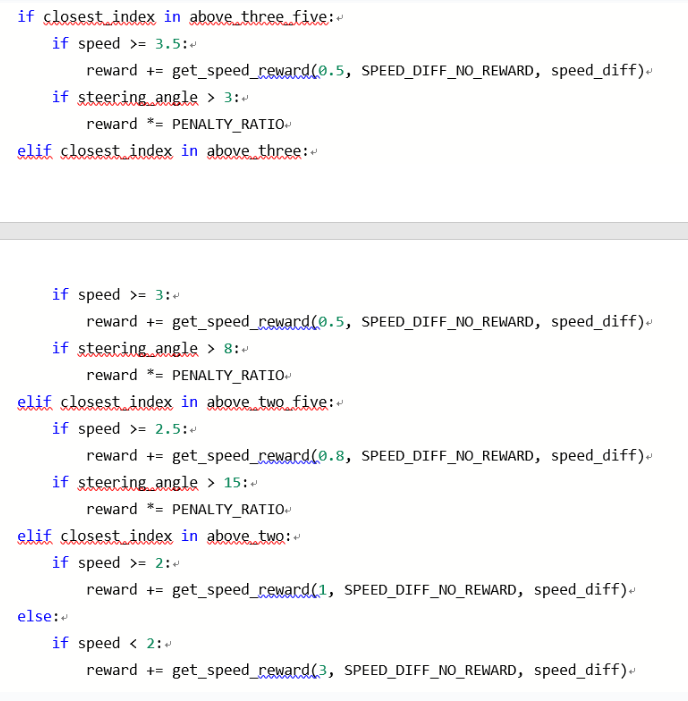 if closest_index in above_three_five:
    if speed >= 3.5:
        reward += get_speed_reward(0.5, SPEED_DIFF_NO_REWARD, speed_diff)
    if steering_angle > 3:
        reward *= PENALTY_RATIO
elif closest_index in above_three:
    if speed >= 3:
        reward += get_speed_reward(0.5, SPEED_DIFF_NO_REWARD, speed_diff)
    if steering_angle > 8:
        reward *= PENALTY_RATIO
elif closest_index in above_two_five:
    if speed >= 2.5:
        reward += get_speed_reward(0.8, SPEED_DIFF_NO_REWARD, speed_diff)
    if steering_angle > 15:
        reward *= PENALTY_RATIO
elif closest_index in above_two:
    if speed >= 2:
        reward += get_speed_reward(1, SPEED_DIFF_NO_REWARD, speed_diff)
else:
    if speed < 2:
        reward += get_speed_reward(3, SPEED_DIFF_NO_REWARD, speed_diff)